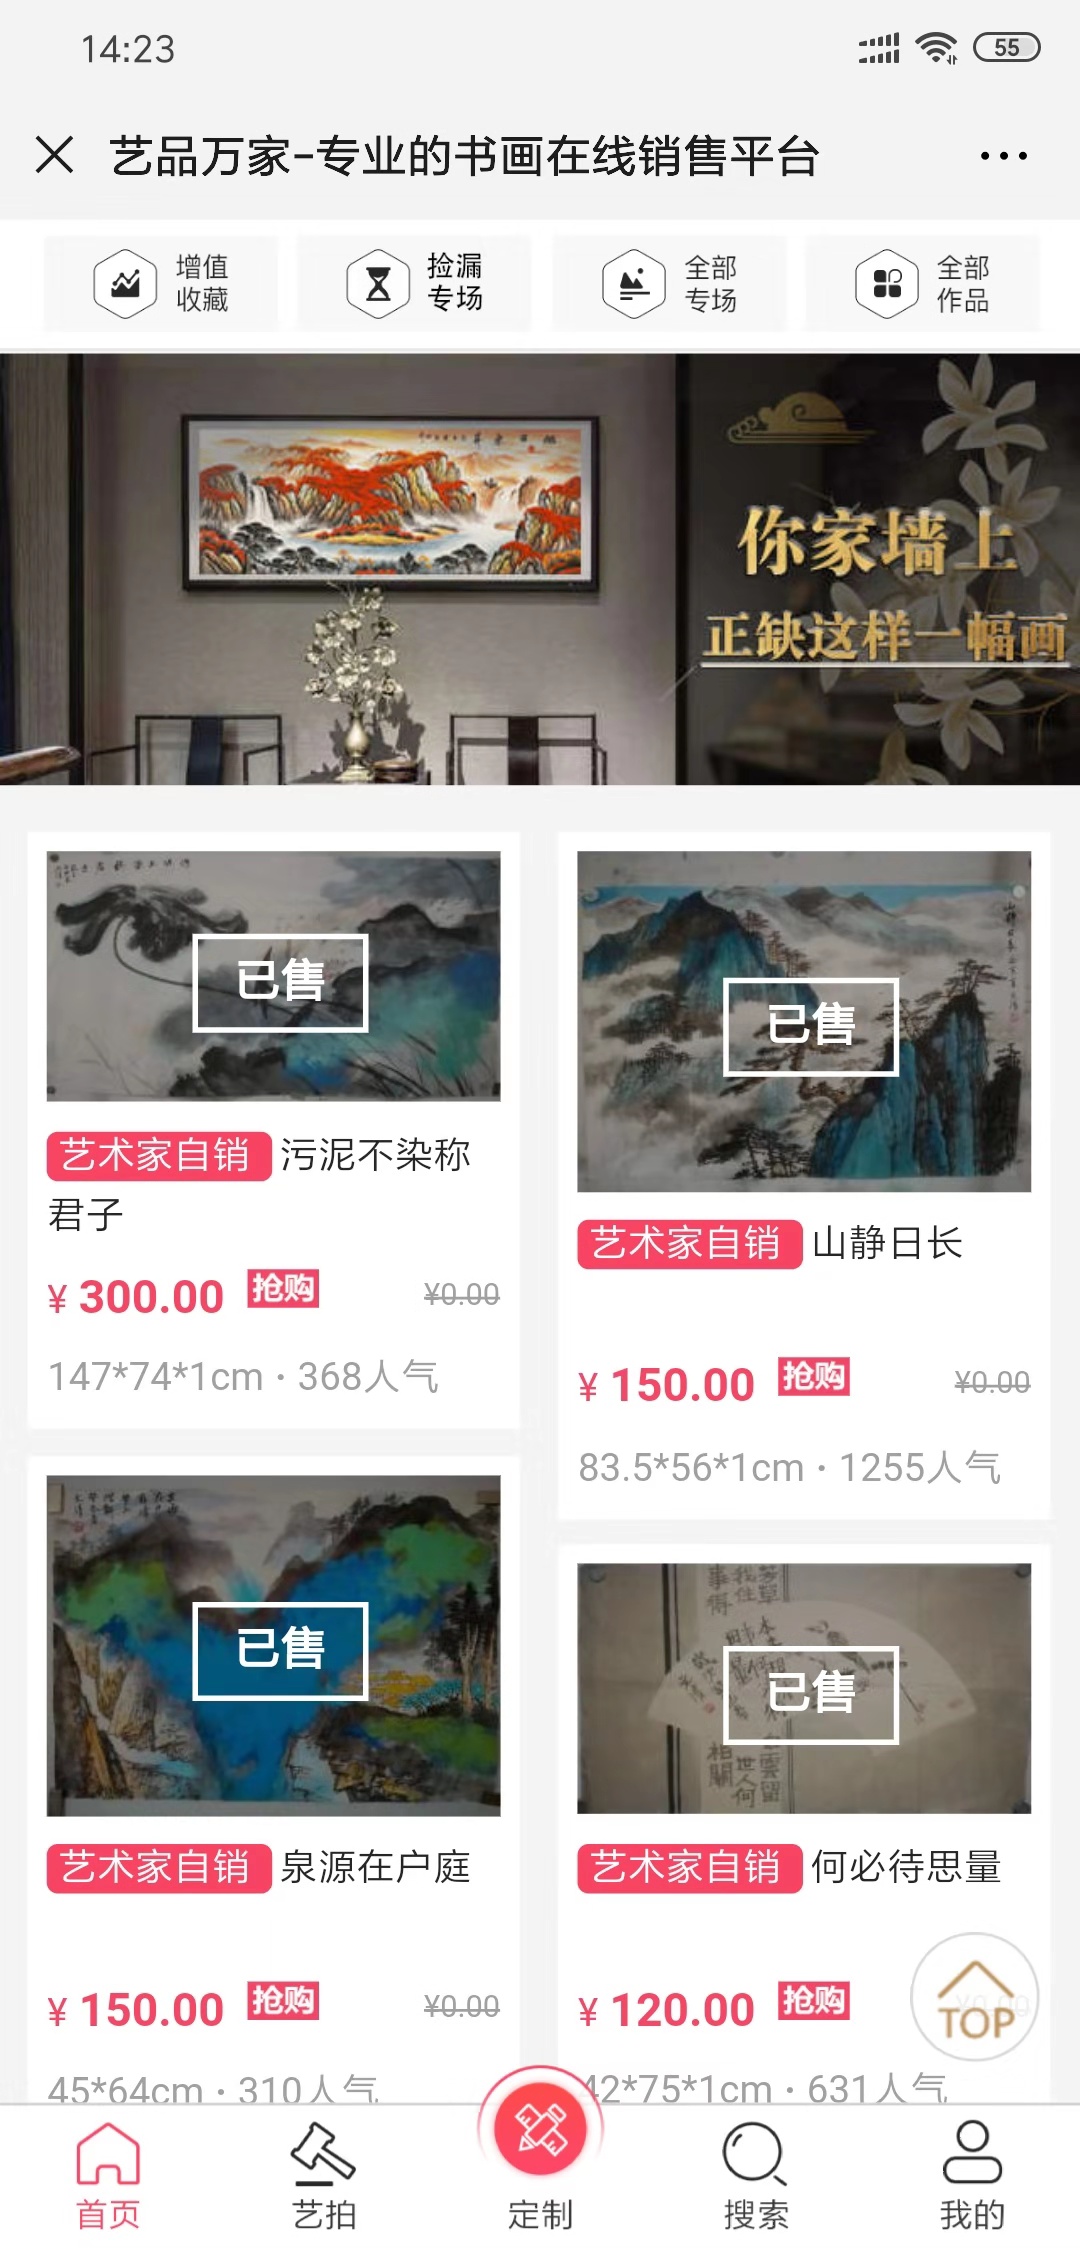 14:23
55
艺品万家-专业的书画在线销售平台
增值
收藏
捡漏
专场
全部
专场
全部
作品
你家墙上
正缺这样一幅画
已售
艺术家自销 污泥不染称
君子
¥ 300.00 抢购 ¥0.00
147*74*1cm · 368人气
已售
艺术家自销 山静日长
¥ 150.00 抢购 ¥0.00
83.5*56*1cm · 1255人气
已售
艺术家自销 泉源在户庭
¥ 150.00 抢购 ¥0.00
45*64cm · 310人气
已售
艺术家自销 何必待思量
¥ 120.00 抢购 ¥0.00
42*75*1cm · 631人气
TOP
首页
艺拍
定制
搜索
我的